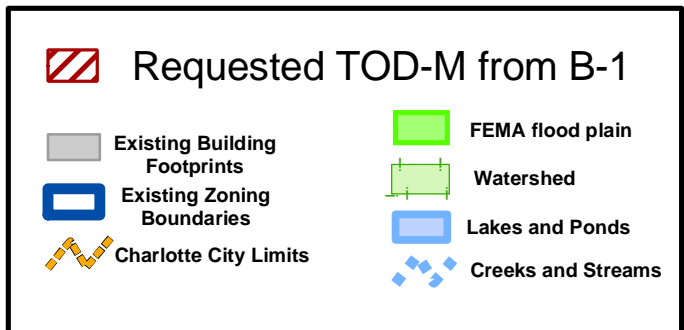 Requested TOD-M from B-1
Existing Building
Footprints
Existing Zoning
Boundaries
Charlotte City Limits
FEMA flood plain
Watershed
Lakes and Ponds
Creeks and Streams